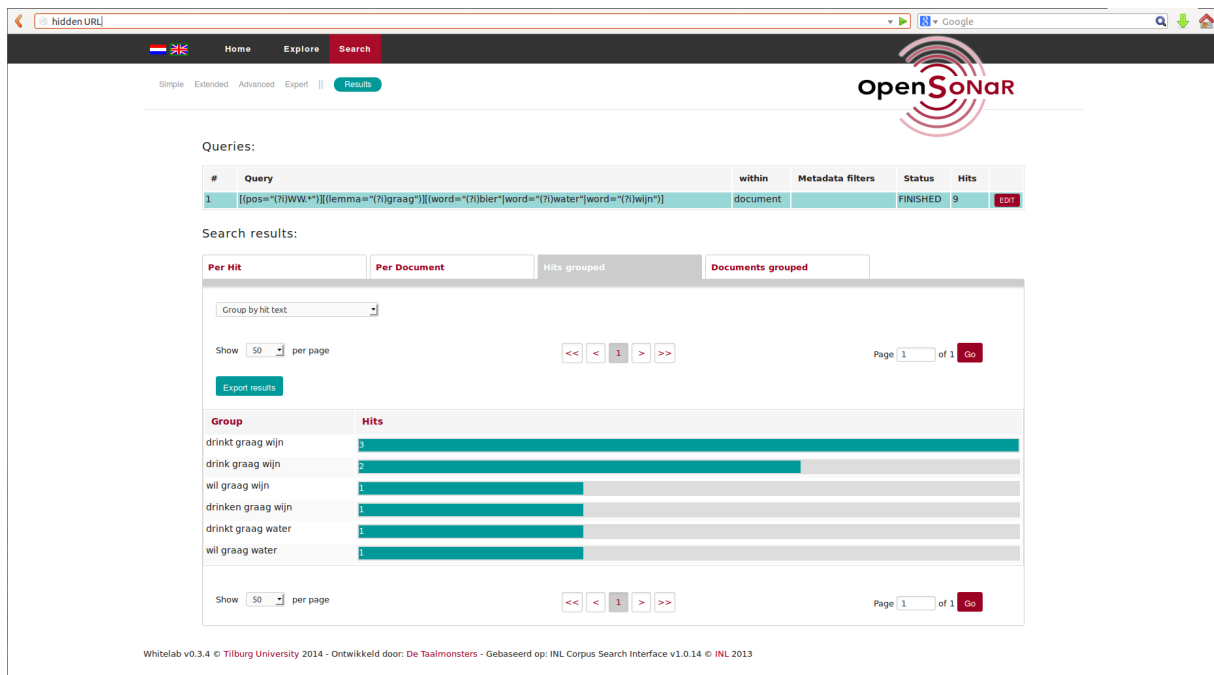 hidden URL Google
Home Explore Search
Simple Extended Advanced Expert || Results
OpenSoNaR
Queries:
# Query within Metadata filters Status Hits
1 [(pos="(?i)WW.*")][(lemma="(?i)graag")][(word="(?i)bier"|word="(?i)water"|word="(?i)wijn")] document FINISHED 9 EDIT
Search results:
Per Hit Per Document Hits grouped Documents grouped
Group by hit text
Show 50 per page << < 1 > >> Page 1 of 1 Go
Export results
Group Hits
drinkt graag wijn 3
drink graag wijn 2
wil graag wijn 1
drinken graag wijn 1
drinkt graag water 1
wil graag water 1
Show 50 per page << < 1 > >> Page 1 of 1 Go
Whitelab v0.3.4 © Tilburg University 2014 - Ontwikkeld door: De Taalmonsters - Gebaseerd op: INL Corpus Search Interface v1.0.14 © INL 2013